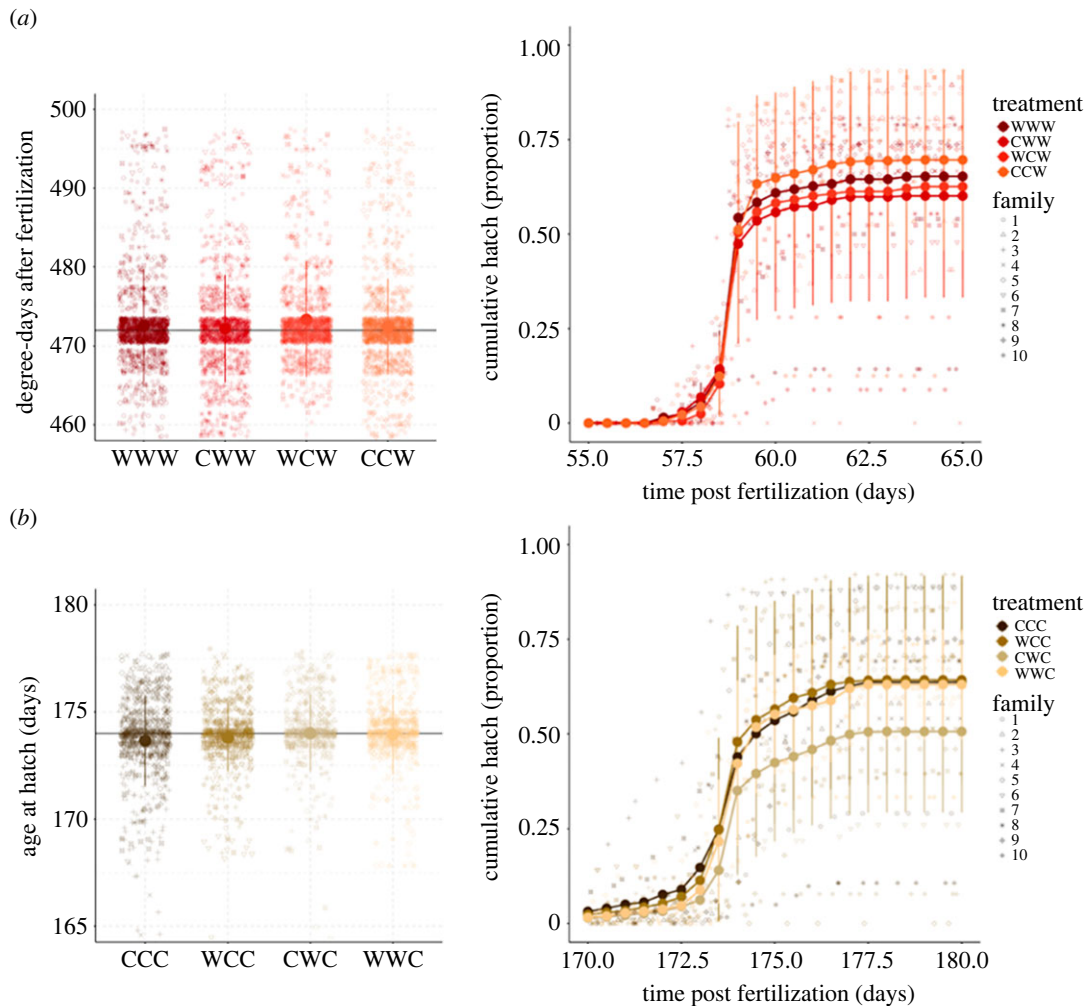 (a)
degree-days after fertilization
500
490
480
470
460
WWW CWW WCW CCW
cumulative hatch (proportion)
1.00
0.75
0.50
0.25
0
55.0 57.5 60.0 62.5 65.0
time post fertilization (days)
treatment
WWW
CWW
WCW
CCW
family
1
2
3
4
5
6
7
8
9
10
(b)
age at hatch (days)
180
175
170
165
CCC WCC CWC WWC
cumulative hatch (proportion)
1.00
0.75
0.50
0.25
0
170.0 172.5 175.0 177.5 180.0
time post fertilization (days)
treatment
CCC
WCC
CWC
WWC
family
1
2
3
4
5
6
7
8
9
10